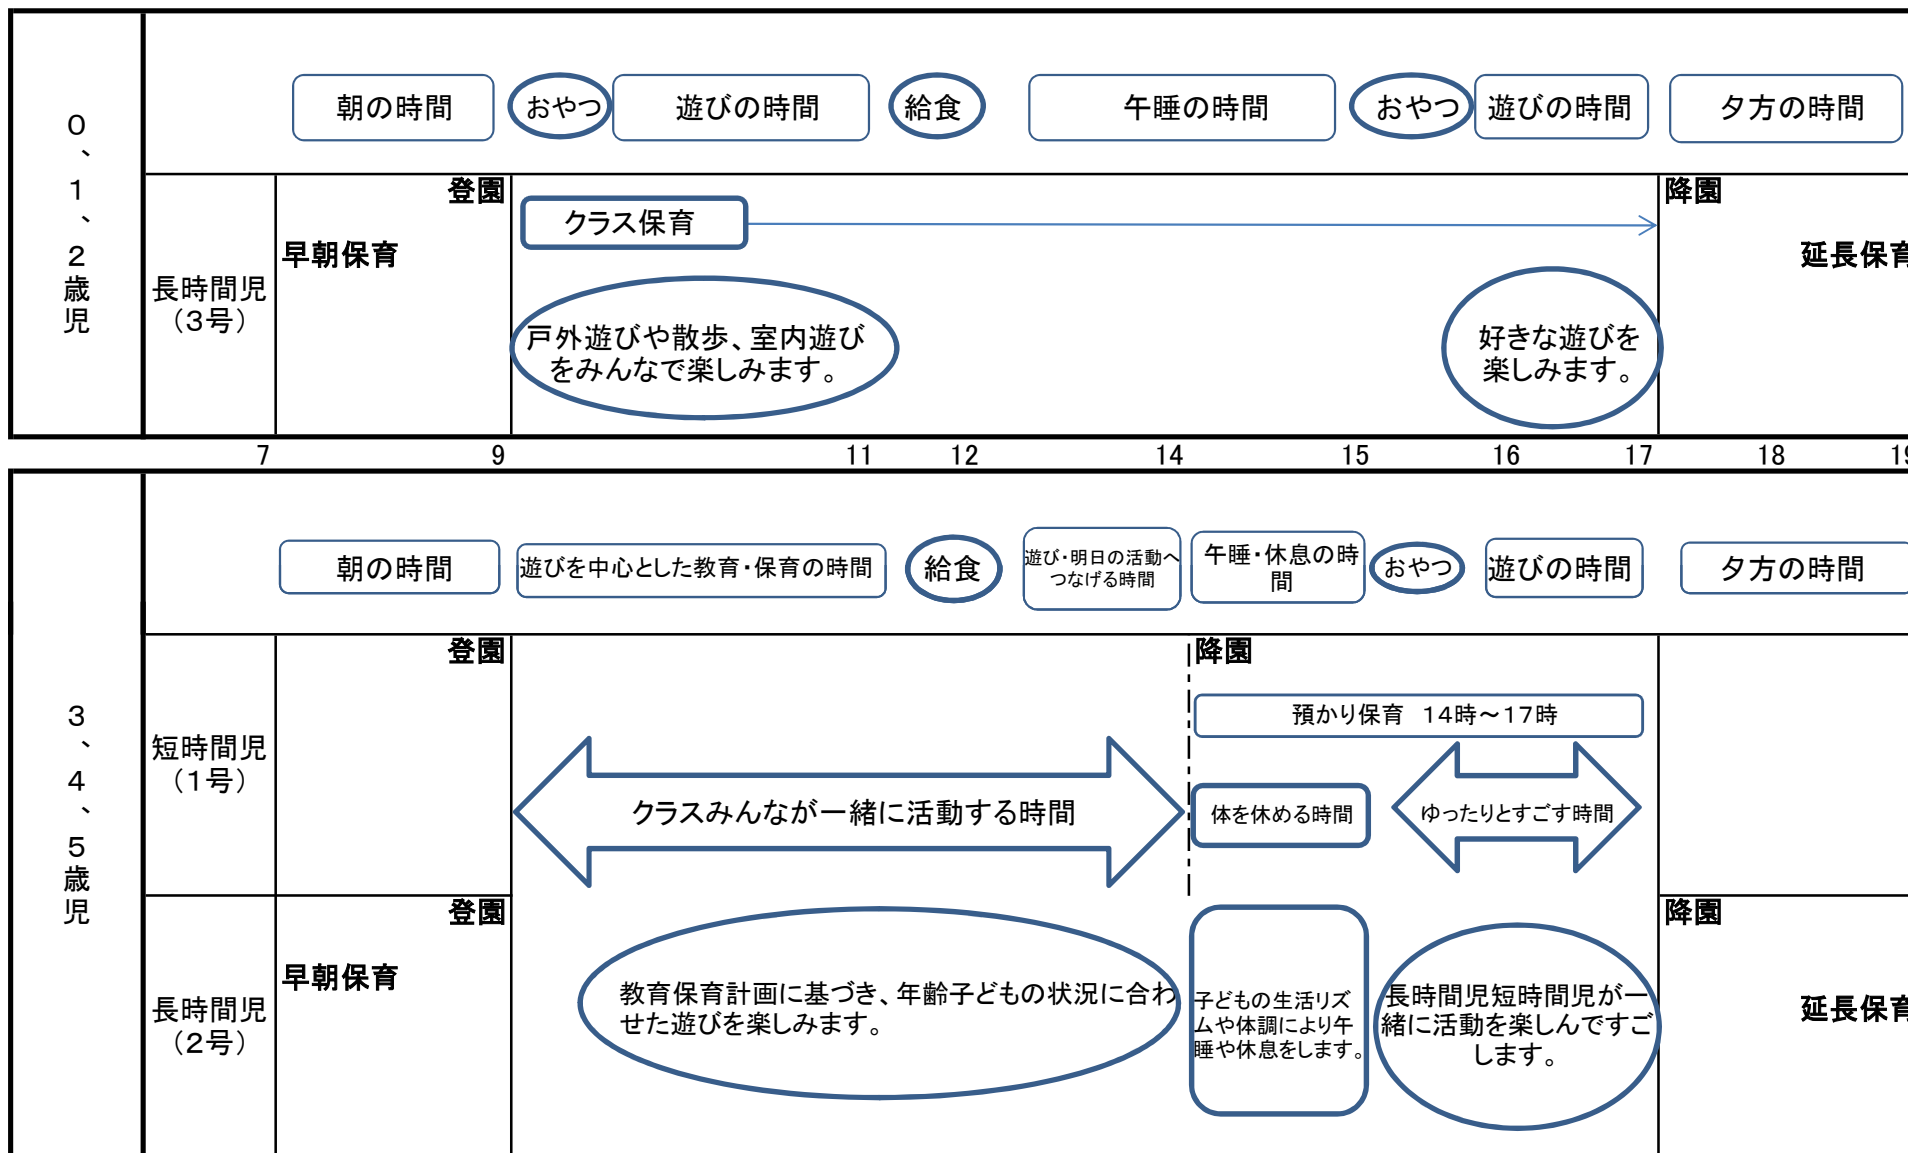 0、1、2歳児
朝の時間
おやつ
遊びの時間
給食
午睡の時間
おやつ
遊びの時間
夕方の時間
長時間児
（3号）
登園
早朝保育
クラス保育
降園
延長保育
戸外遊びや散歩、室内遊び
をみんなで楽しみます。
好きな遊びを
楽しみます。
7 9 11 12 14 15 16 17 18 19
3、4、5歳児
朝の時間
遊びを中心とした教育・保育の時間
給食
遊び・明日の活動へ
つなげる時間
午睡・休息の時
間
おやつ
遊びの時間
夕方の時間
短時間児
（1号）
登園
降園
預かり保育　14時～17時
クラスみんなが一緒に活動する時間
体を休める時間
ゆったりとすごす時間
長時間児
（2号）
登園
早朝保育
教育保育計画に基づき、年齢子どもの状況に合わ
せた遊びを楽しみます。
子どもの生活リズ
ムや体調により午
睡や休息をします。
長時間児短時間児が一
緒に活動を楽しんですご
します。
降園
延長保育